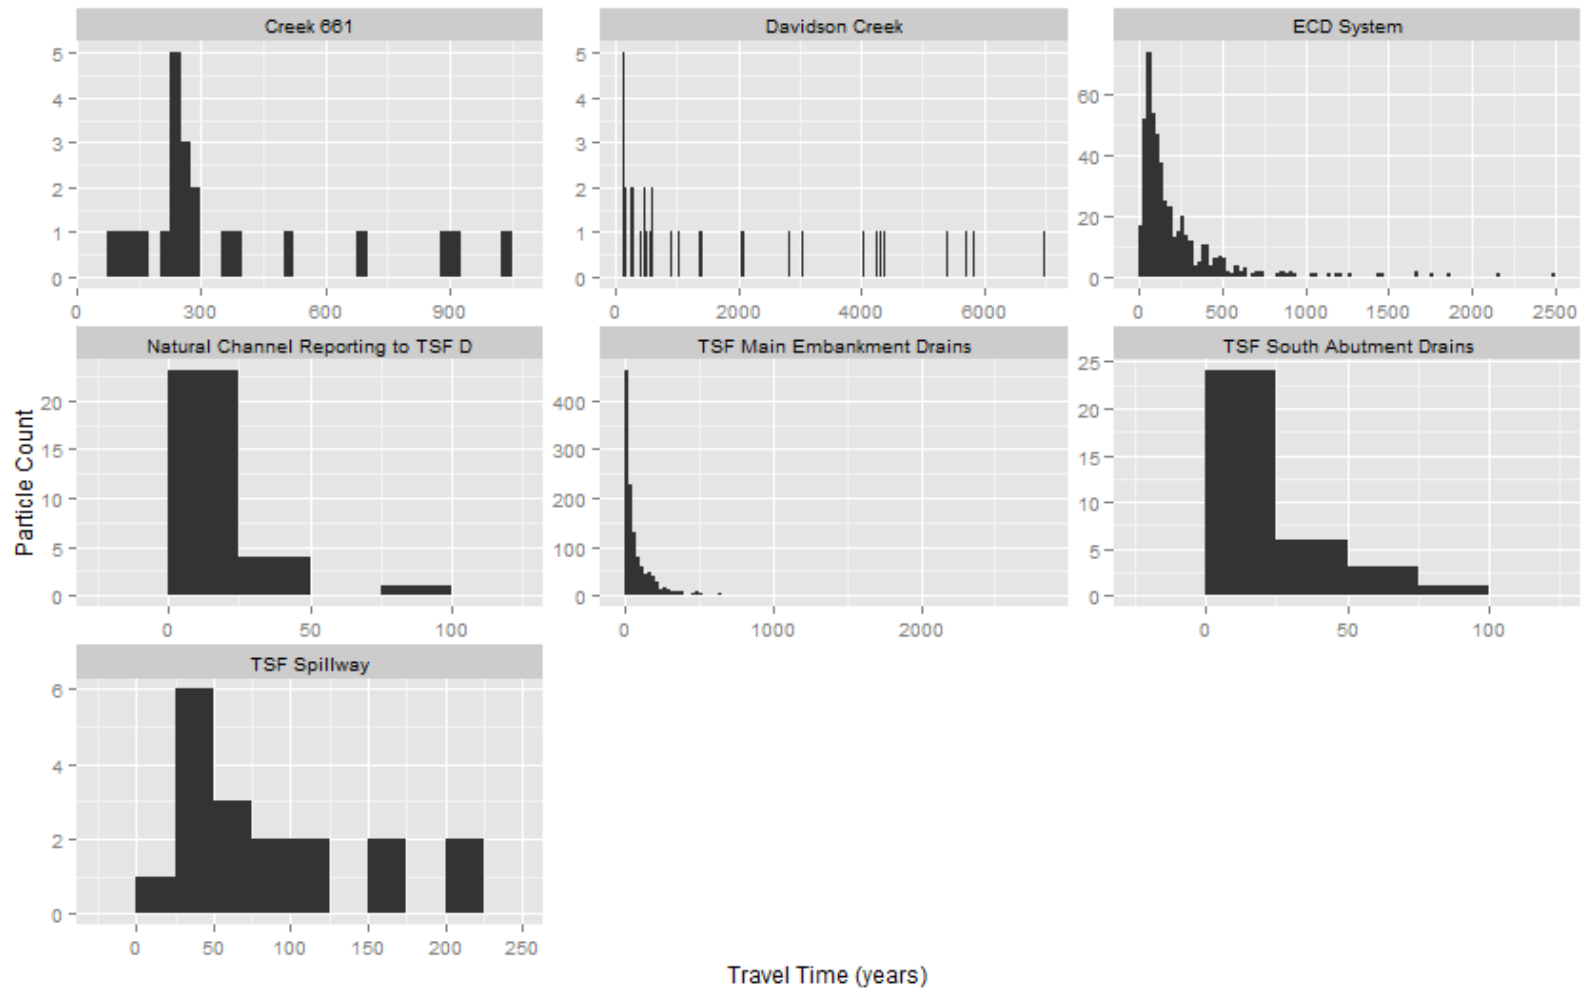 Creek 661
Davidson Creek
ECD System
5
4
3
2
1
0
0 300 600 900
5
4
3
2
1
0
0 2000 4000 6000
60
40
20
0
0 500 1000 1500 2000 2500
Natural Channel Reporting to TSF D
TSF Main Embankment Drains
TSF South Abutment Drains
20
15
10
5
0
0 50 100
400
300
200
100
0
0 1000 2000
25
20
15
10
5
0
0 50 100
TSF Spillway
6
4
2
0
0 50 100 150 200 250
Particle Count
Travel Time (years)